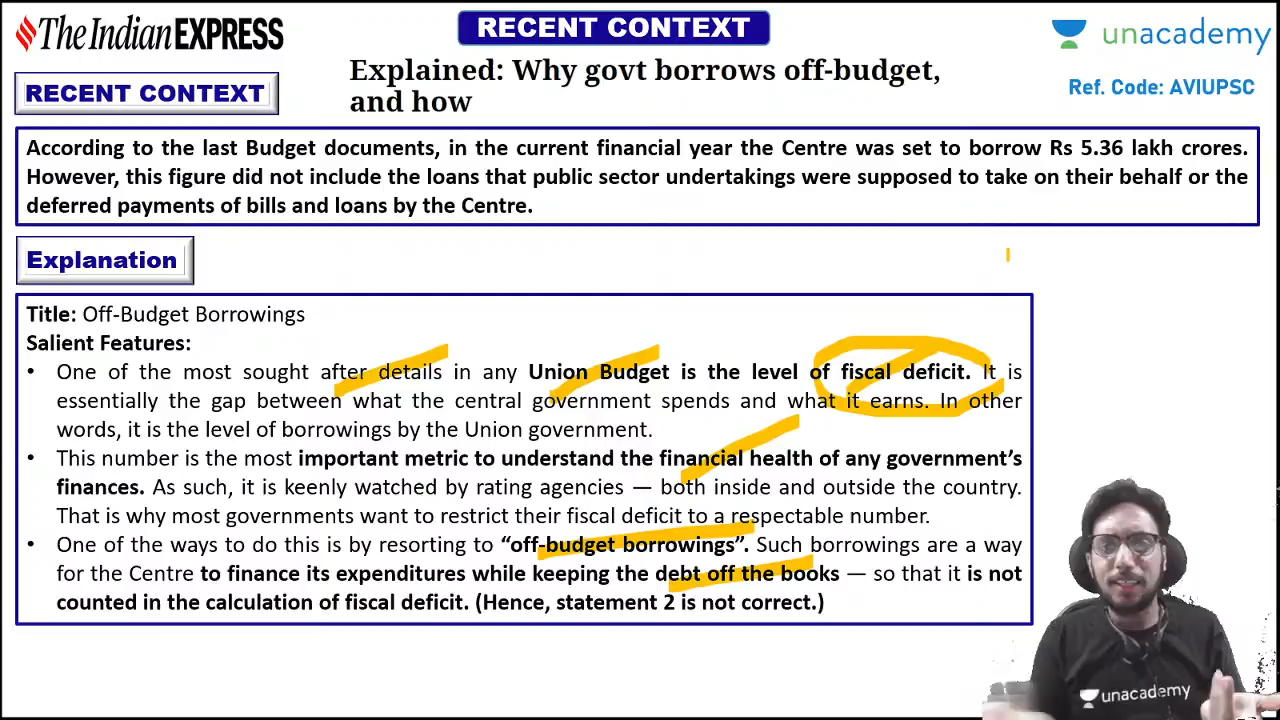 The Indian EXPRESS
RECENT CONTEXT
unacademy
Explained: Why govt borrows off-budget,
and how
RECENT CONTEXT
Ref. Code: AVIUPSC
According to the last Budget documents, in the current financial year the Centre was set to borrow Rs 5.36 lakh crores.
However, this figure did not include the loans that public sector undertakings were supposed to take on their behalf or the
deferred payments of bills and loans by the Centre.
Explanation
Title: Off-Budget Borrowings
Salient Features:
• One of the most sought after details in any Union Budget is the level of fiscal deficit. It is
essentially the gap between what the central government spends and what it earns. In other
words, it is the level of borrowings by the Union government.
• This number is the most important metric to understand the financial health of any government's
finances. As such, it is keenly watched by rating agencies — both inside and outside the country.
That is why most governments want to restrict their fiscal deficit to a respectable number.
• One of the ways to do this is by resorting to “off-budget borrowings”. Such borrowings are a way
for the Centre to finance its expenditures while keeping the debt off the books — so that it is not
counted in the calculation of fiscal deficit. (Hence, statement 2 is not correct.)
unacademy